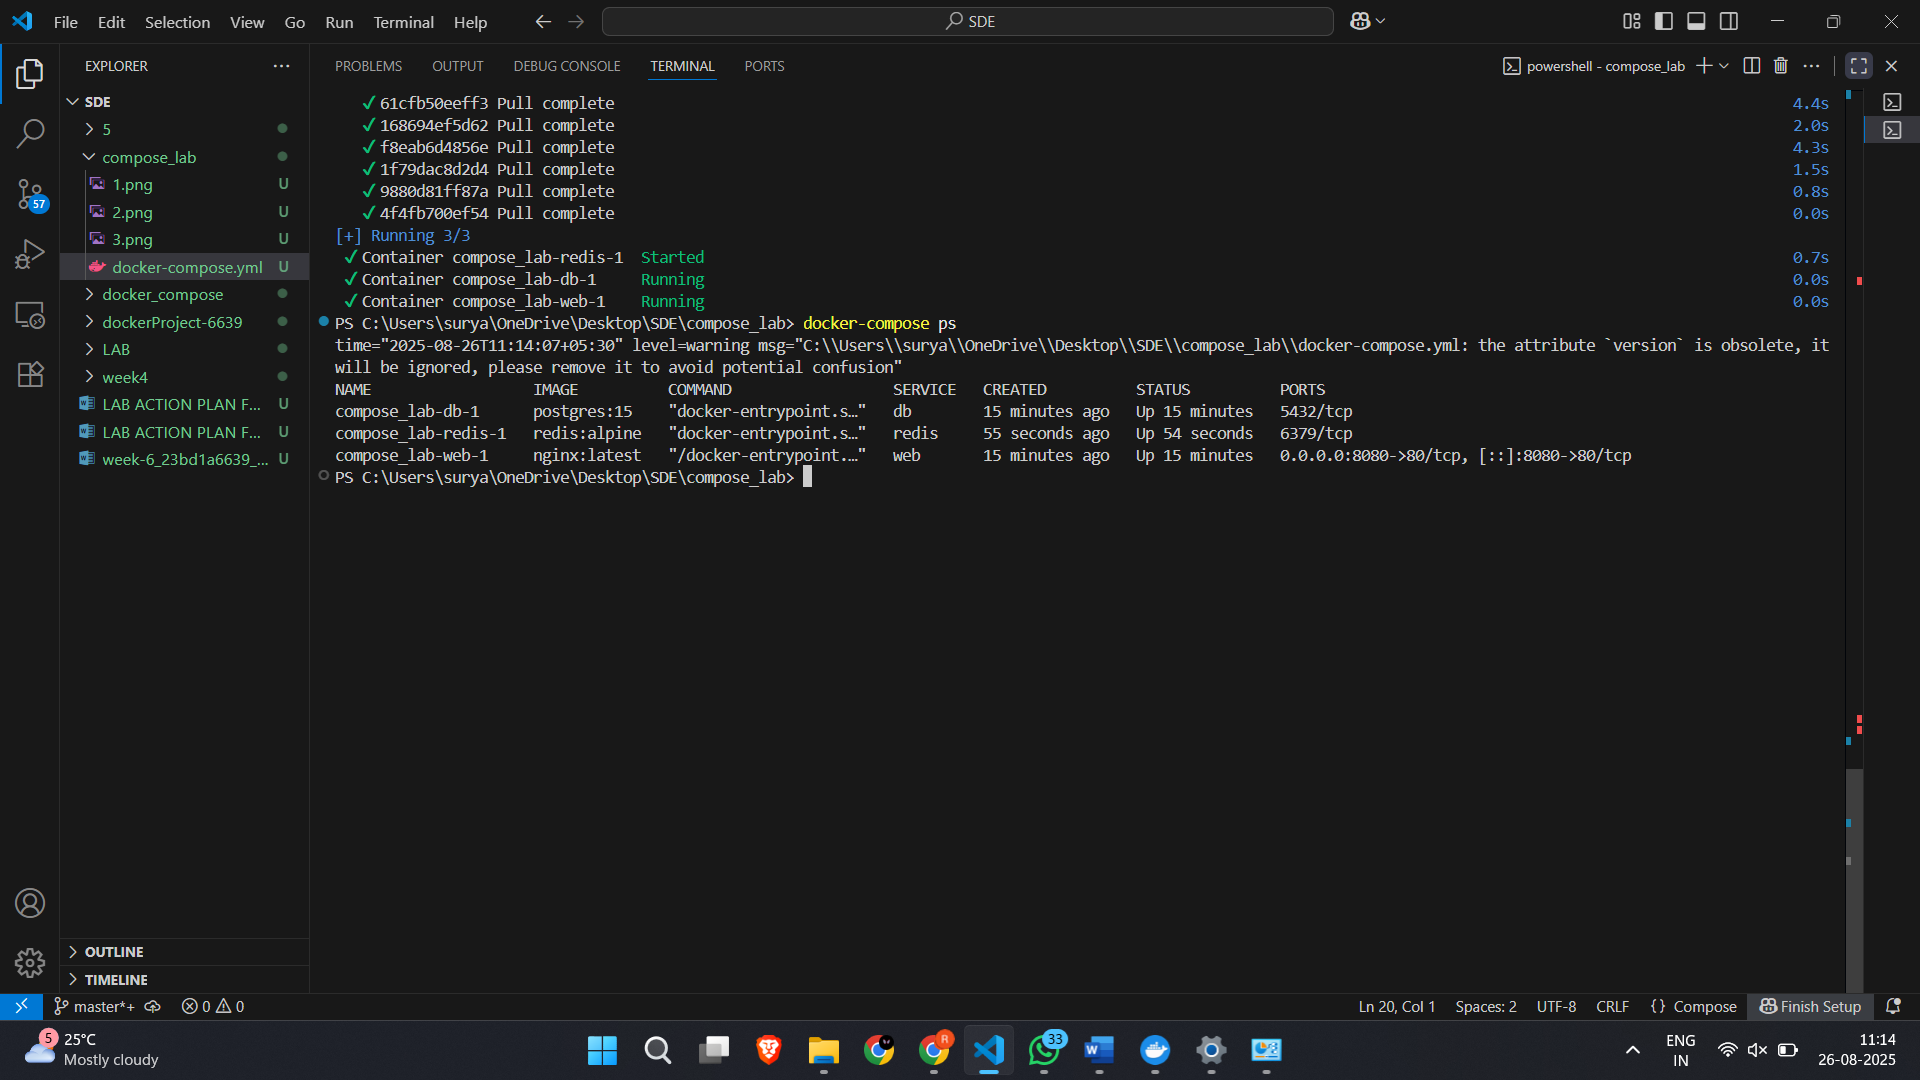 File Edit Selection View Go Run Terminal Help
SDE
EXPLORER
SDE
5
compose_lab
1.png U
2.png U
3.png U
docker-compose.yml U
docker_compose
dockerProject-6639
LAB
week4
LAB ACTION PLAN F... U
LAB ACTION PLAN F... U
week-6_23bd1a6639_... U
OUTLINE
TIMELINE
57
PROBLEMS OUTPUT DEBUG CONSOLE TERMINAL PORTS
powershell - compose_lab
✓ 61cfb50eeff3 Pull complete 4.4s
✓ 168694ef5d62 Pull complete 2.0s
✓ f8eab6d4856e Pull complete 4.3s
✓ 1f79dac8d2d4 Pull complete 1.5s
✓ 9880d81ff87a Pull complete 0.8s
✓ 4f4fb700ef54 Pull complete 0.0s
[+] Running 3/3
✓ Container compose_lab-redis-1 Started 0.7s
✓ Container compose_lab-db-1 Running 0.0s
✓ Container compose_lab-web-1 Running 0.0s
PS C:\Users\surya\OneDrive\Desktop\SDE\compose_lab> docker-compose ps
time="2025-08-26T11:14:07+05:30" level=warning msg="C:\\Users\\surya\\OneDrive\\Desktop\\SDE\\compose_lab\\docker-compose.yml: the attribute `version` is obsolete, it
will be ignored, please remove it to avoid potential confusion"
NAME IMAGE COMMAND SERVICE CREATED STATUS PORTS
compose_lab-db-1 postgres:15 "docker-entrypoint.s…" db 15 minutes ago Up 15 minutes 5432/tcp
compose_lab-redis-1 redis:alpine "docker-entrypoint.s…" redis 55 seconds ago Up 54 seconds 6379/tcp
compose_lab-web-1 nginx:latest "/docker-entrypoint.…" web 15 minutes ago Up 15 minutes 0.0.0.0:8080->80/tcp, [::]:8080->80/tcp
PS C:\Users\surya\OneDrive\Desktop\SDE\compose_lab>
master*+ 0 0
Ln 20, Col 1 Spaces: 2 UTF-8 CRLF {} Compose Finish Setup
5
25°C
Mostly cloudy
R
33
ENG
IN
11:14
26-08-2025